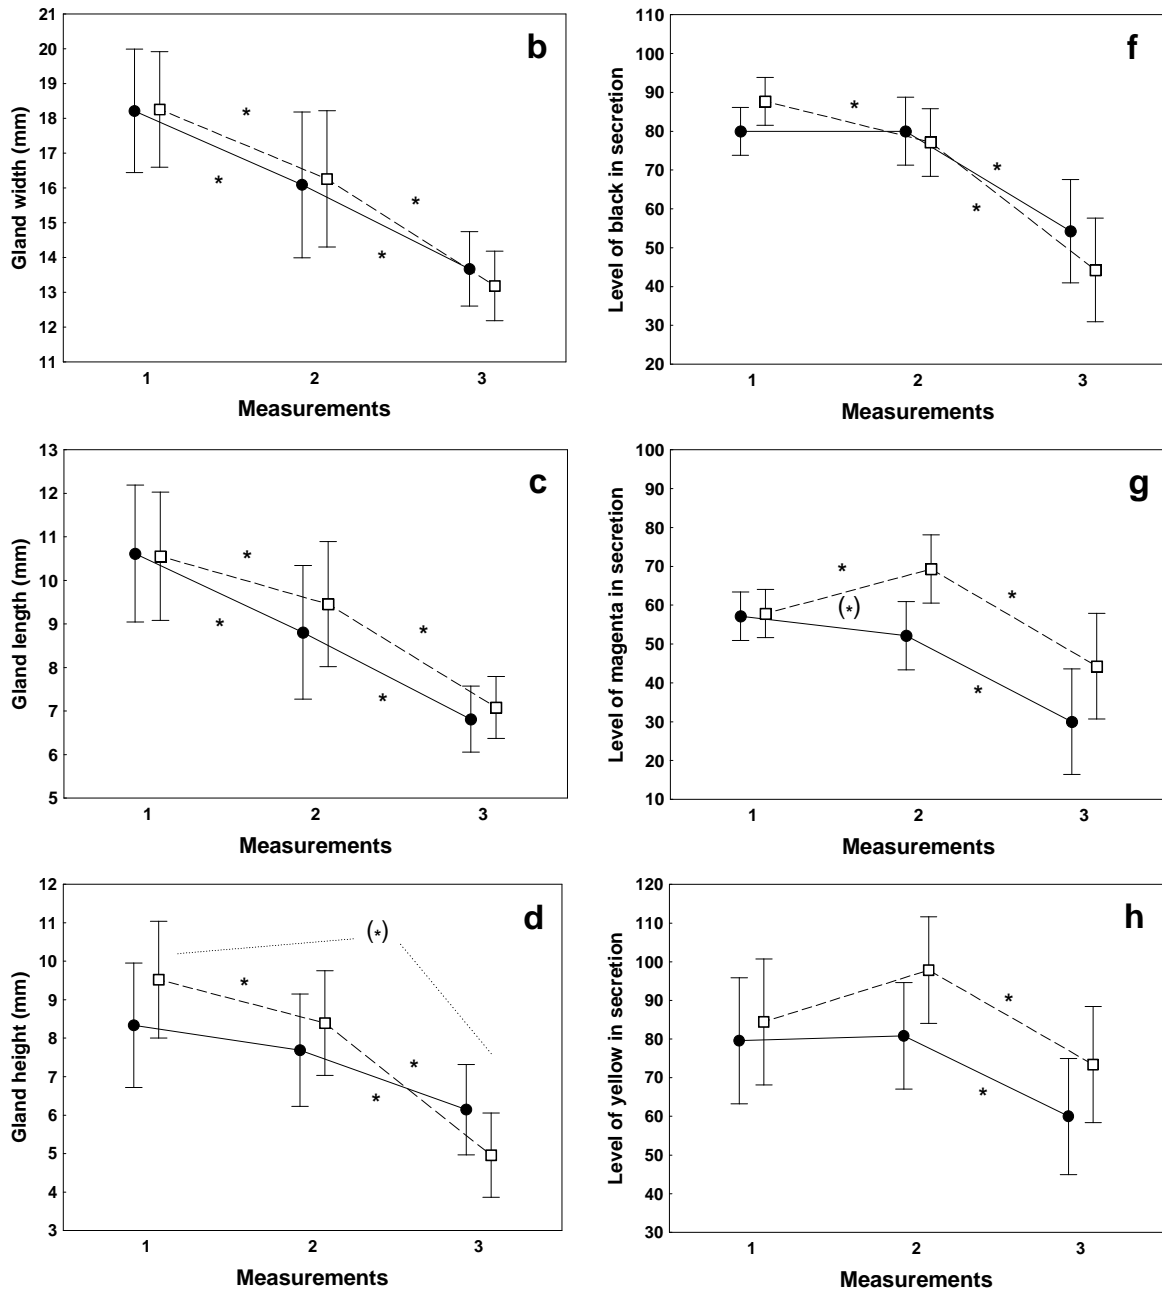 b
Gland width (mm)
21
20
19
18
17
16
15
14
13
12
11
* * * *
1 2 3
Measurements
f
Level of black in secretion
110
100
90
80
70
60
50
40
30
20
* * *
1 2 3
Measurements
c
Gland length (mm)
13
12
11
10
9
8
7
6
5
* * * *
1 2 3
Measurements
g
Level of magenta in secretion
100
90
80
70
60
50
40
30
20
10
* (*) * *
1 2 3
Measurements
d
Gland height (mm)
12
11
10
9
8
7
6
5
4
3
(*) * * *
1 2 3
Measurements
h
Level of yellow in secretion
120
110
100
90
80
70
60
50
40
30
* *
1 2 3
Measurements